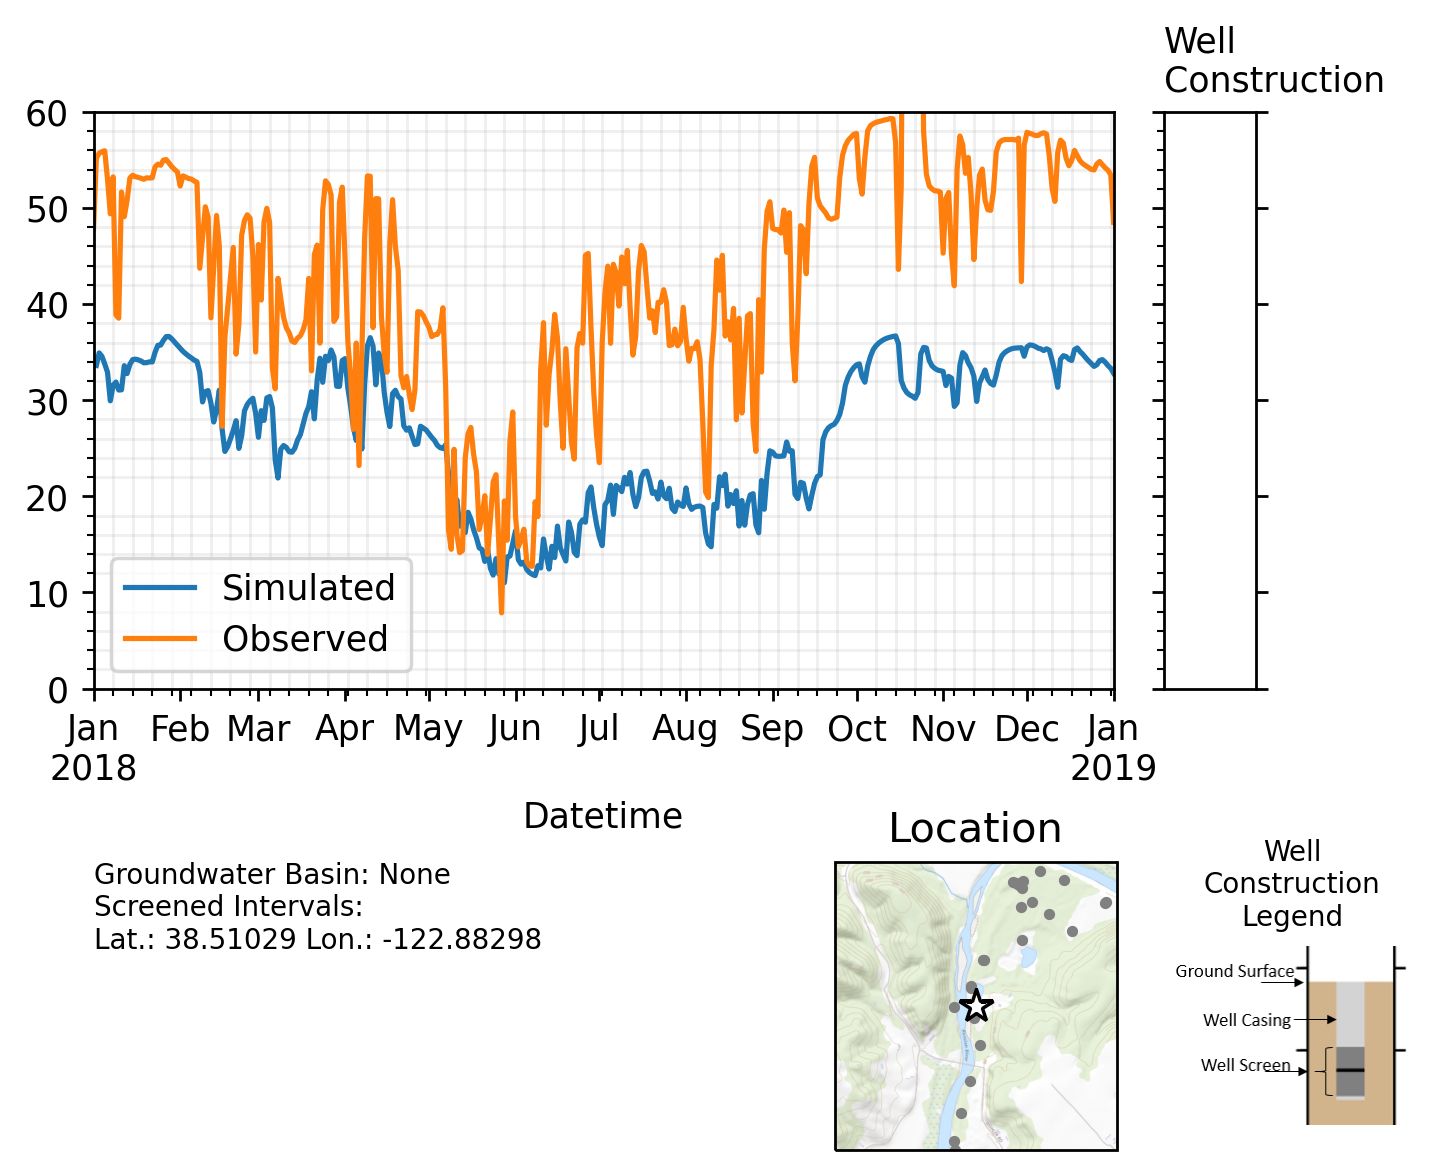 Well
Construction
60
50
40
30
20
10
0
Simulated
Observed
Jan Feb Mar Apr May Jun Jul Aug Sep Oct Nov Dec Jan
2018 2019
Datetime
Groundwater Basin: None
Screened Intervals:
Lat.: 38.51029 Lon.: -122.88298
Location
Well
Construction
Legend
Ground Surface
Well Casing
Well Screen